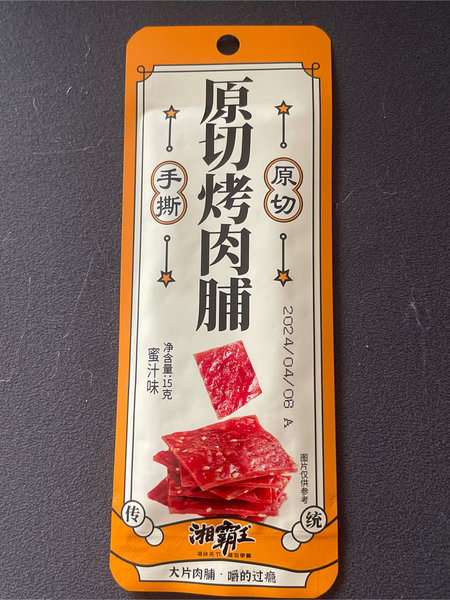 原切烤肉脯
手撕
原切
2024/04/06 A
净含量:15克
蜜汁味
图片仅供参考
传统
湘霸王
大片肉脯·嚼的过瘾